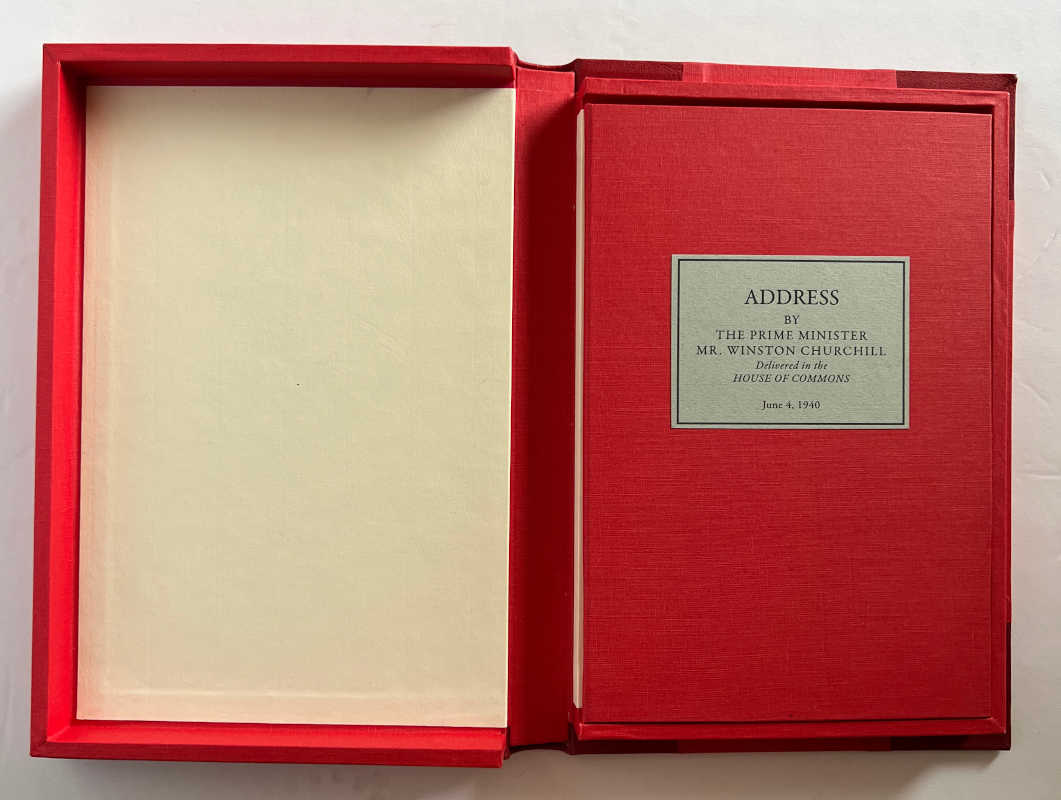 ADDRESS
BY
THE PRIME MINISTER
MR. WINSTON CHURCHILL
Delivered in the
HOUSE OF COMMONS
June 4, 1940